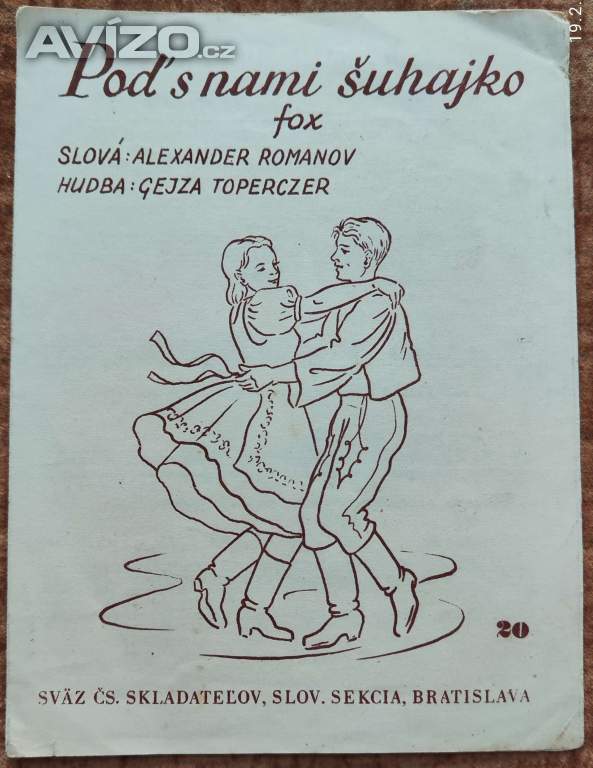 AVÍZO.cz
19.2.
Poď s nami šuhajko
fox
SLOVÁ: ALEXANDER ROMANOV
HUDBA: GEJZA TOPERCZER
20
SVÄZ ČS. SKLADATEĽOV, SLOV. SEKCIA, BRATISLAVA